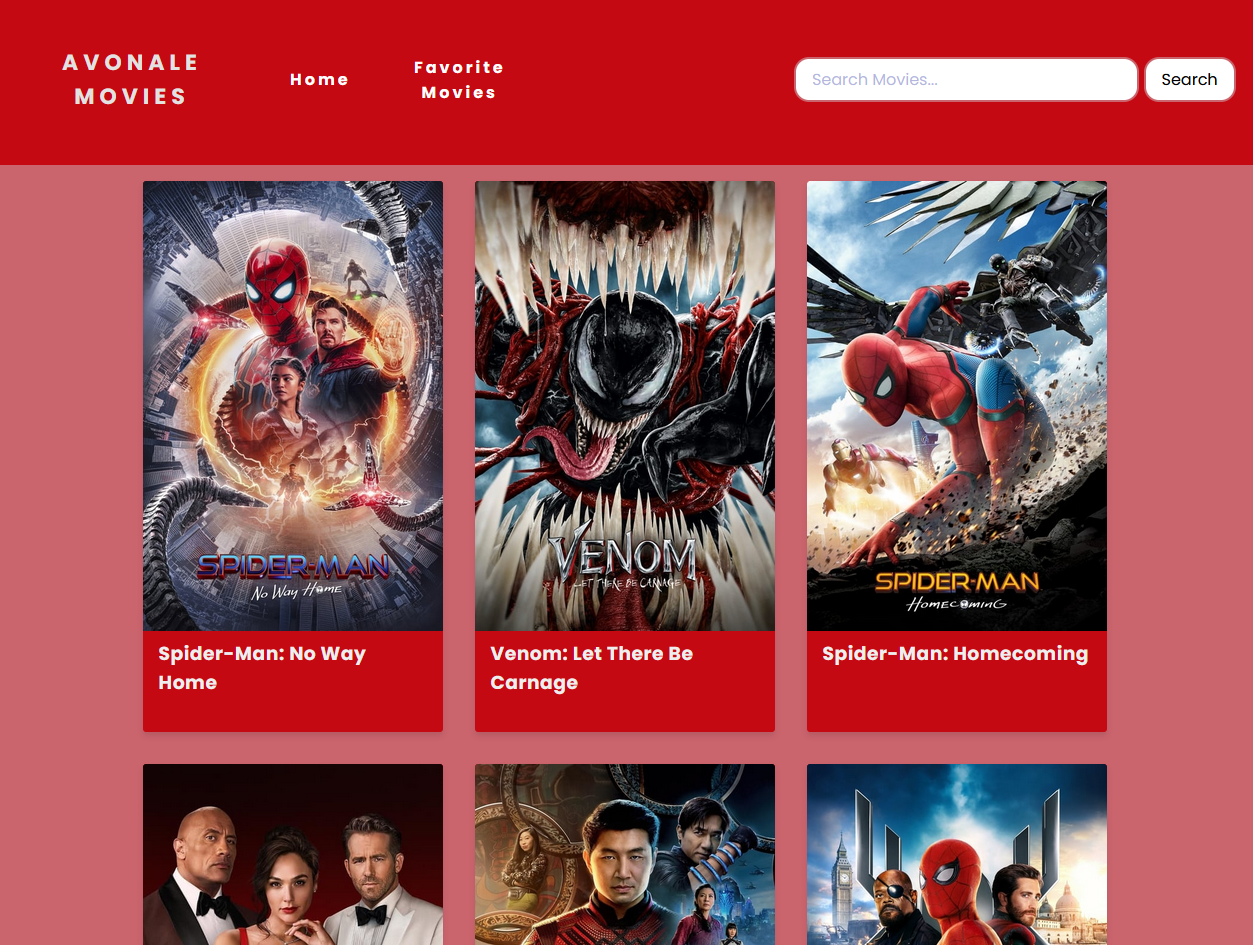 AVONALE
MOVIES
Home
Favorite
Movies
Search Movies...
Search
SPIDER-MAN
No Way Home
VENOM
LET THERE BE CARNAGE
SPIDER-MAN
HOMECOMING
Spider-Man: No Way
Home
Venom: Let There Be
Carnage
Spider-Man: Homecoming